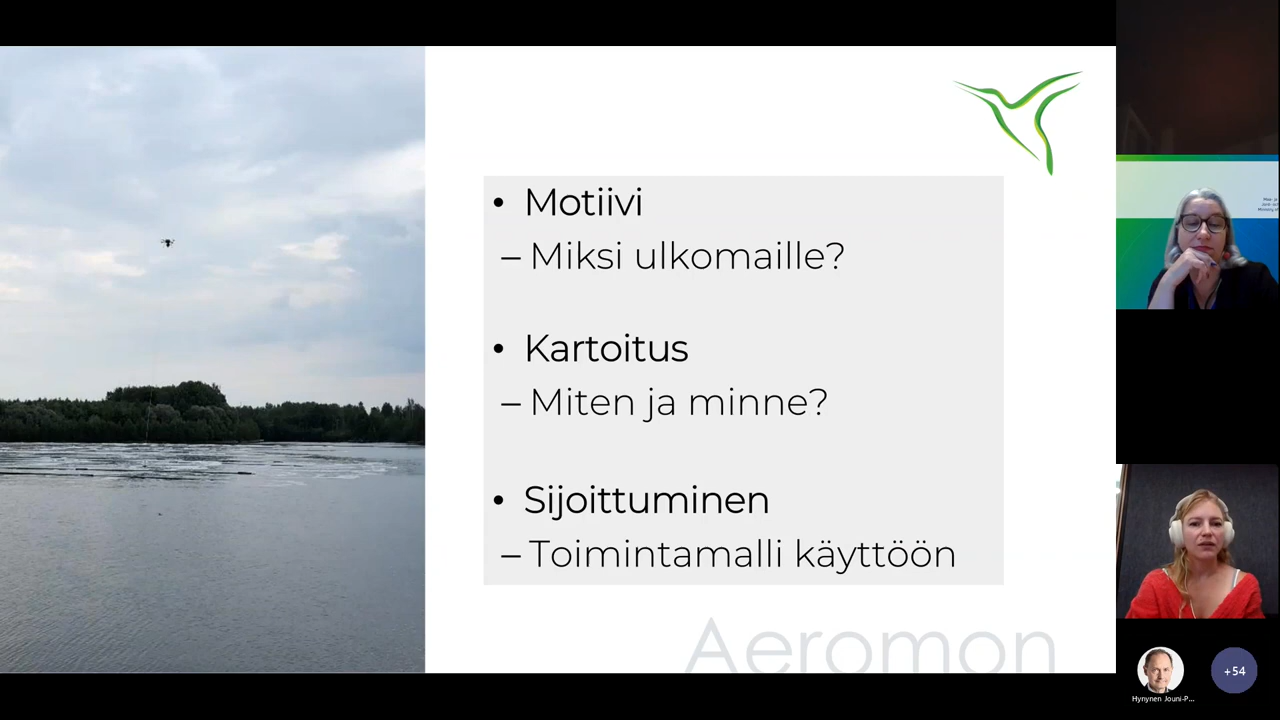 • Motiivi
– Miksi ulkomaille?
• Kartoitus
– Miten ja minne?
• Sijoittuminen
– Toimintamalli käyttöön
Aeromon
Hynynen Jouni-P...
+54